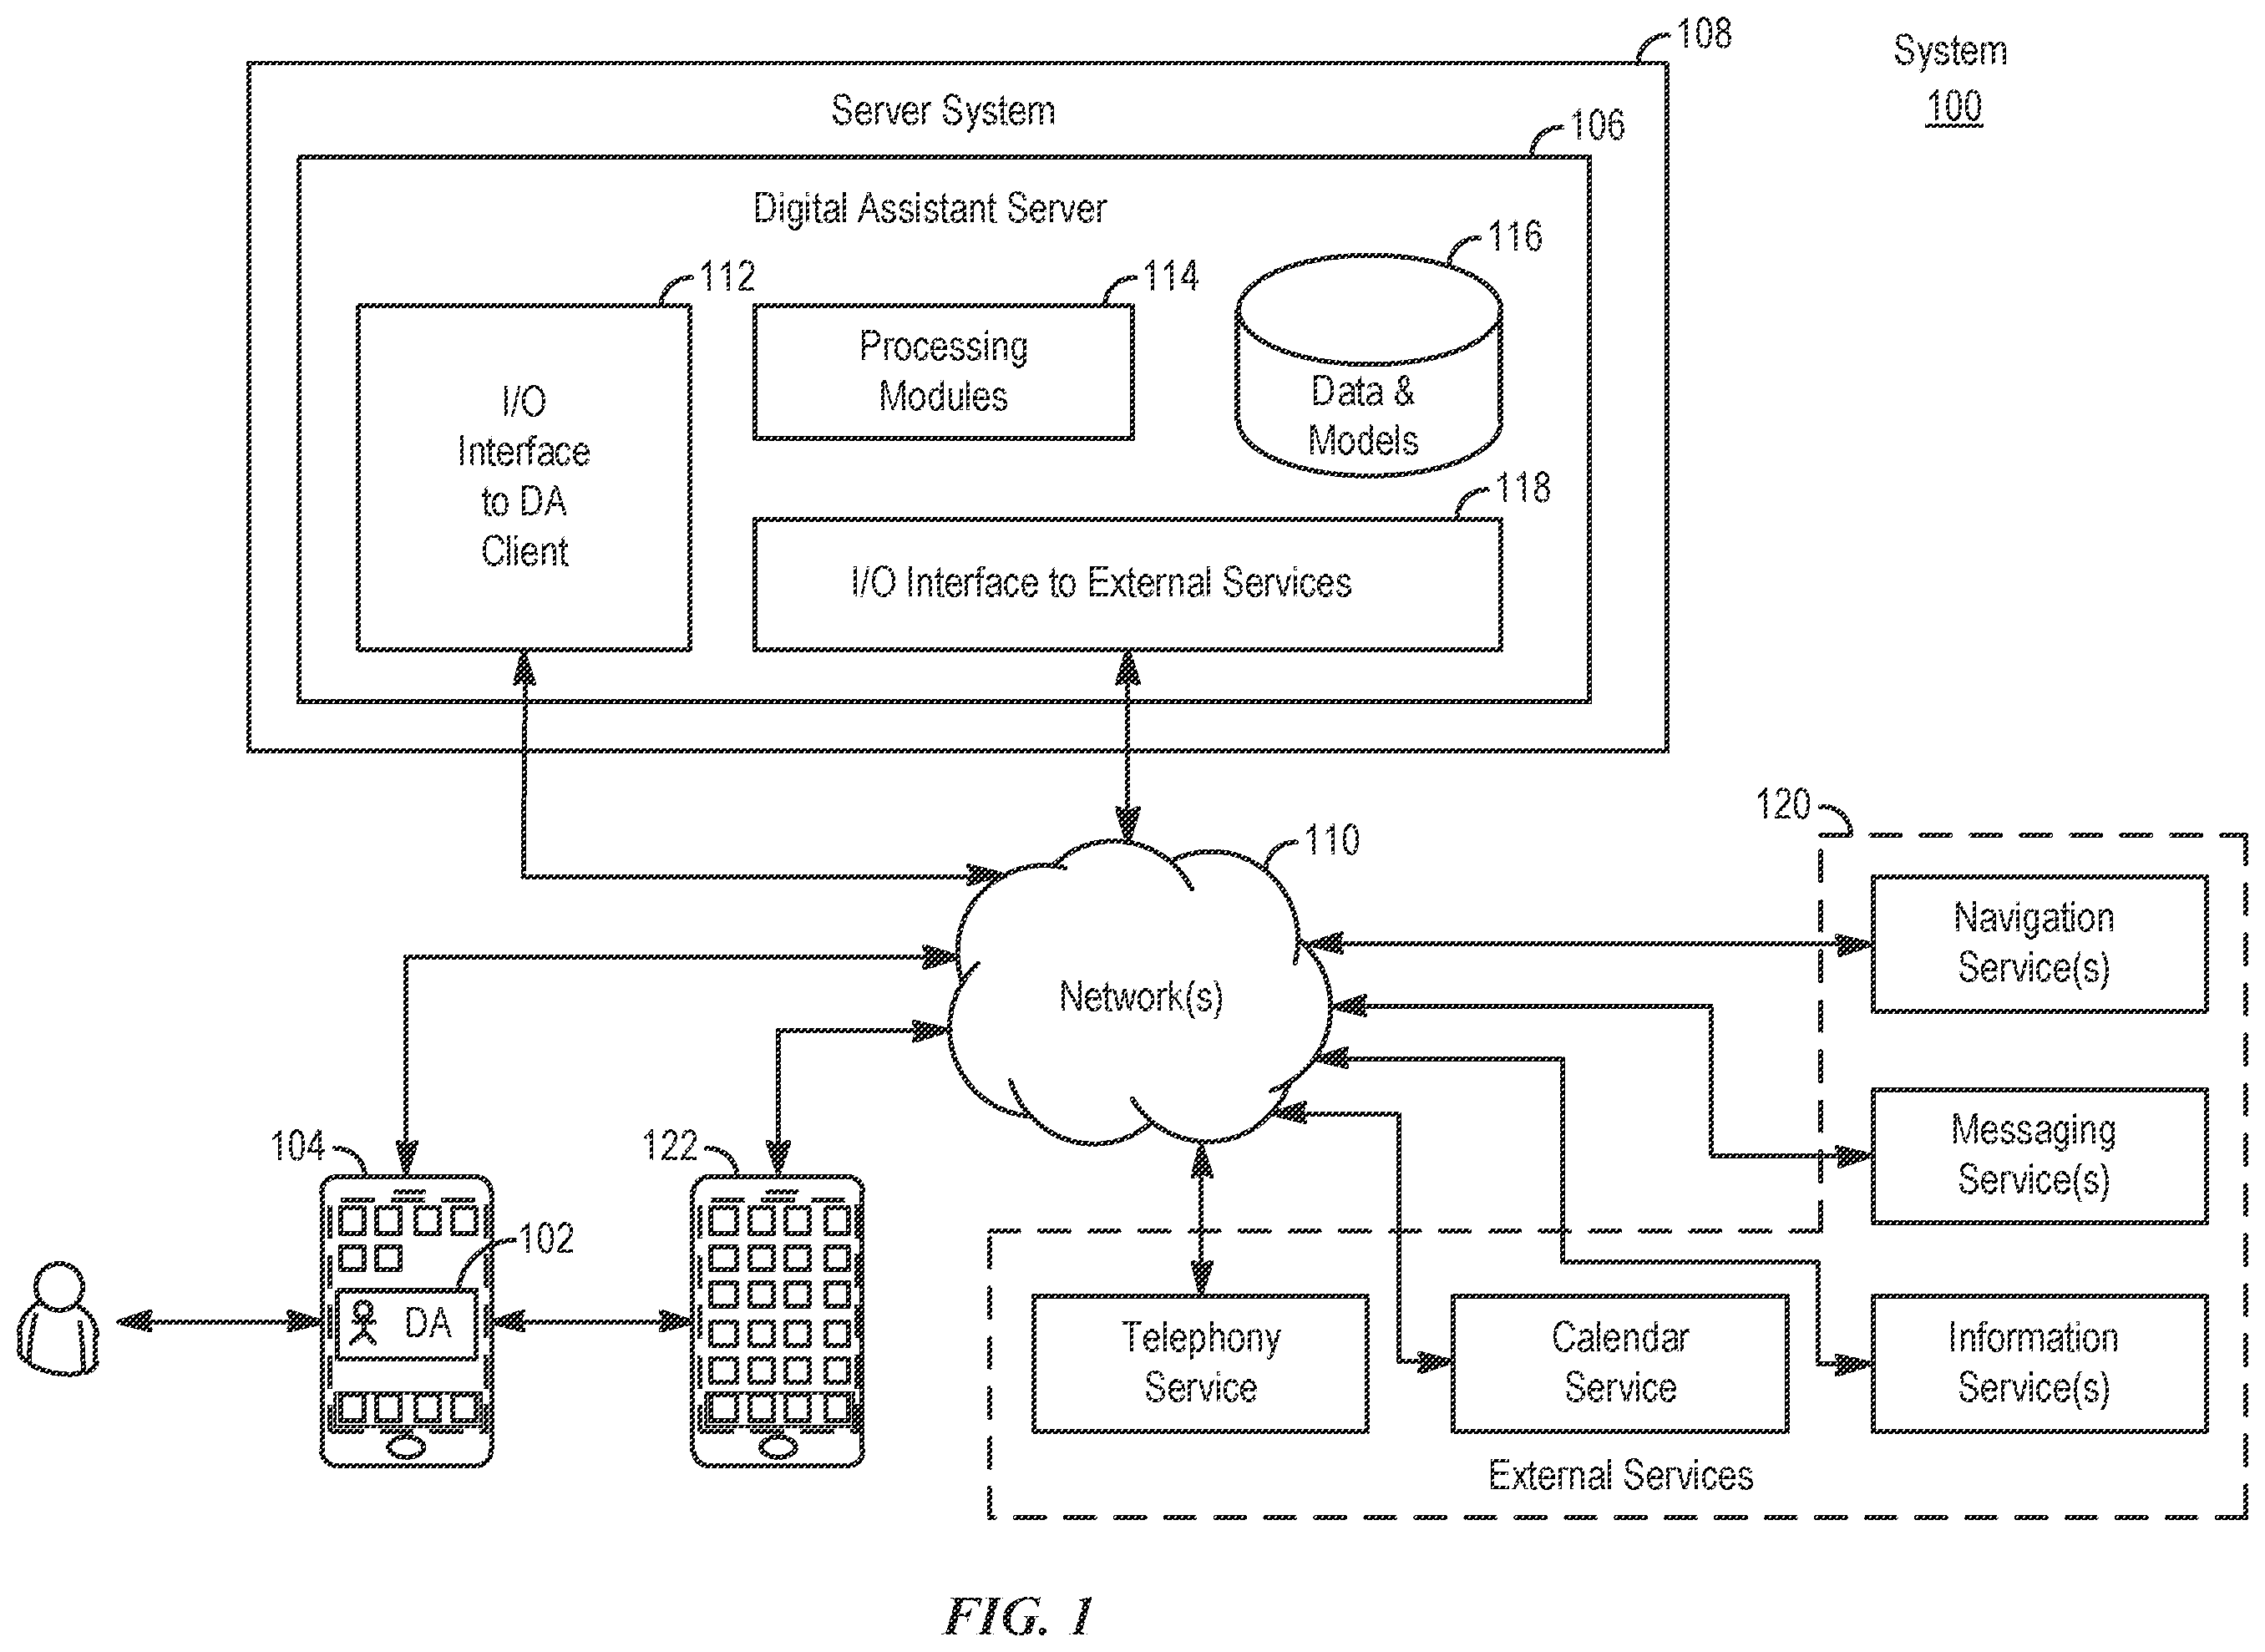 108
System
100
Server System
106
Digital Assistant Server
116
112
114
Processing
Modules
I/O
Interface
to DA
Client
Data &
Models
118
I/O Interface to External Services
120
110
Navigation
Service(s)
Network(s)
Messaging
Service(s)
104
122
102
DA
Telephony
Service
Calendar
Service
Information
Service(s)
External Services
FIG. 1